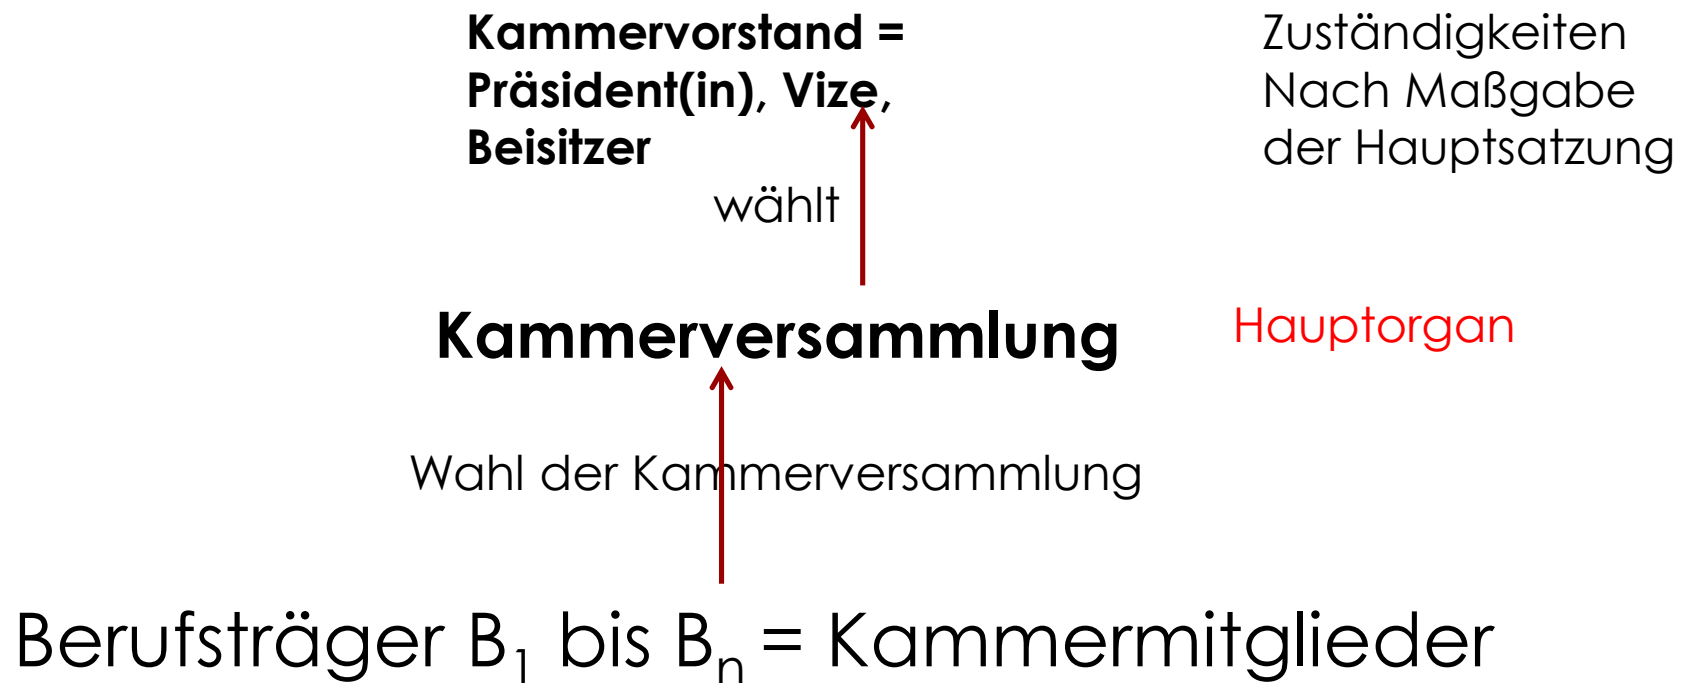 Kammervorstand =
Präsident(in), Vize,
Beisitzer
Zuständigkeiten
Nach Maßgabe
der Hauptsatzung
wählt
Kammerversammlung
Hauptorgan
Wahl der Kammerversammlung
Berufsträger B₁ bis Bₙ = Kammermitglieder